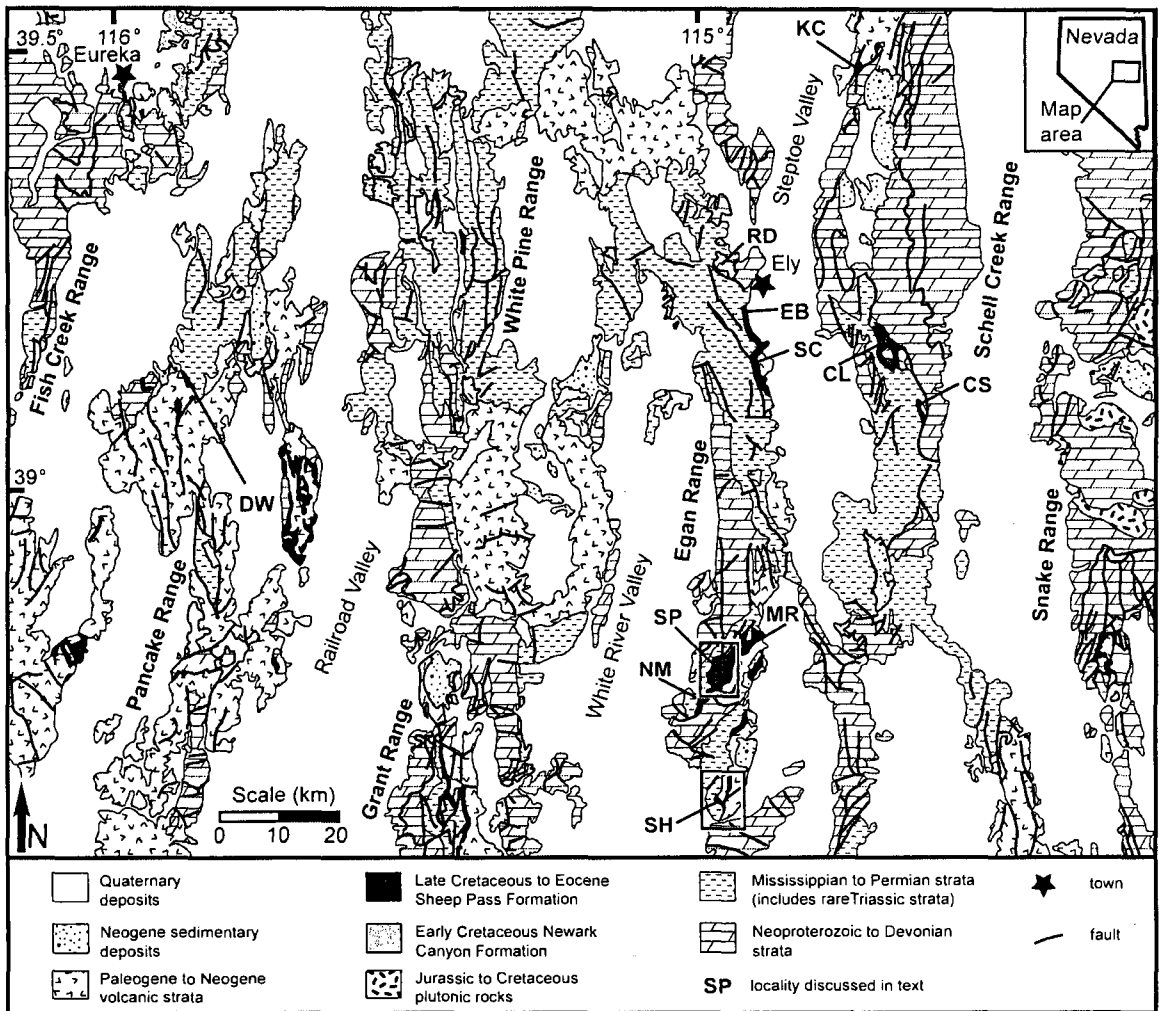 39.5°
116°
Eureka
115°
KC
Nevada
Map
area
Steptoe Valley
Schell Creek Range
White Pine Range
Fish Creek Range
RD
Ely
EB
SC
CL
CS
39°
DW
Egan Range
Railroad Valley
Pancake Range
White River Valley
Snake Range
SP
MR
NM
Grant Range
Scale (km)
0 10 20
N
SH
Quaternary
deposits
Neogene sedimentary
deposits
Paleogene to Neogene
volcanic strata
Late Cretaceous to Eocene
Sheep Pass Formation
Early Cretaceous Newark
Canyon Formation
Jurassic to Cretaceous
plutonic rocks
Mississippian to Permian strata
(includes rareTriassic strata)
Neoproterozoic to Devonian
strata
SP locality discussed in text
town
fault